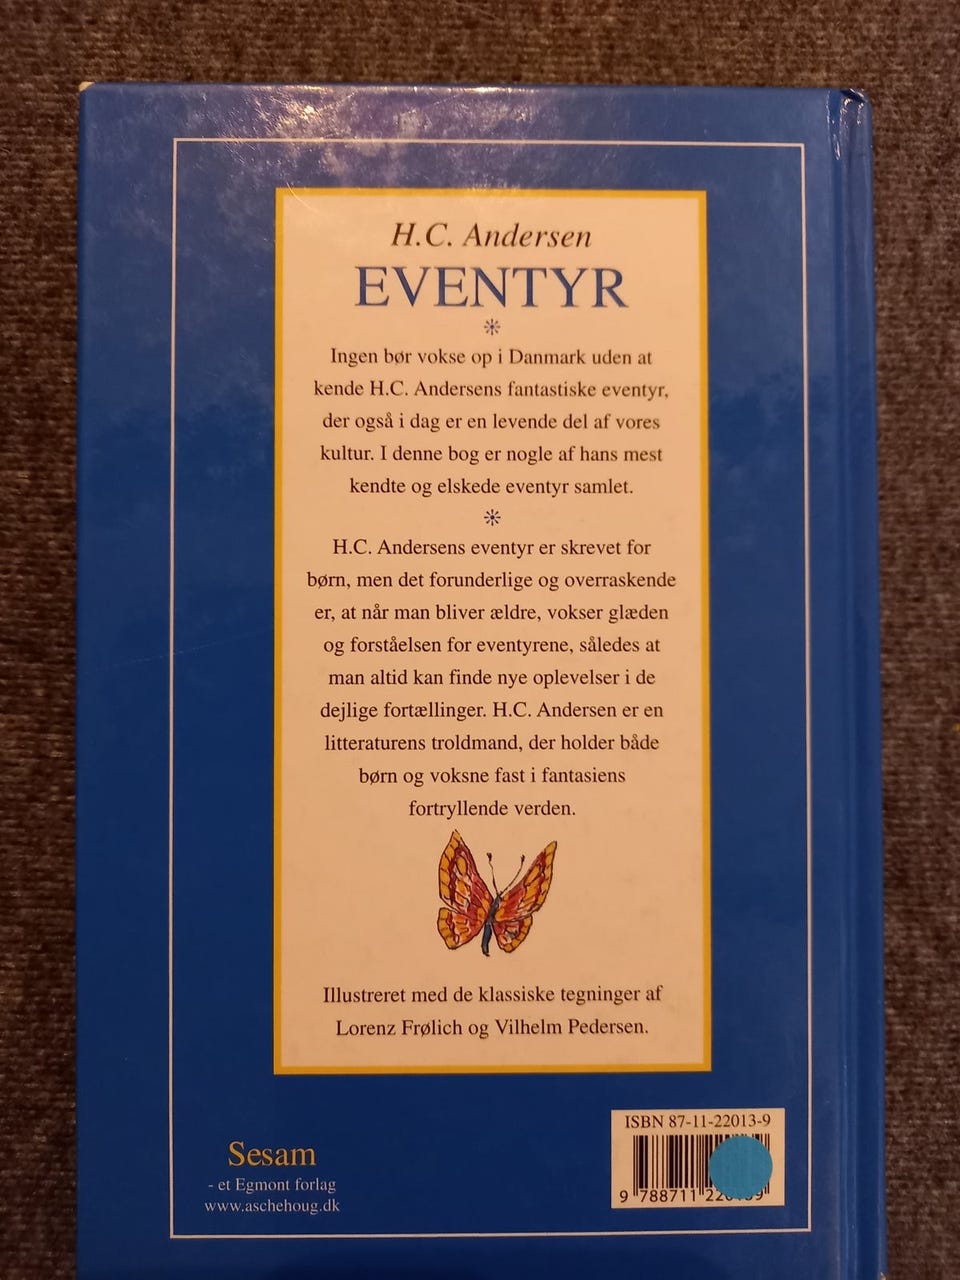 H.C. Andersen
EVENTYR
Ingen bør vokse op i Danmark uden at
kende H.C. Andersens fantastiske eventyr,
der også i dag er en levende del af vores
kultur. I denne bog er nogle af hans mest
kendte og elskede eventyr samlet.
H.C. Andersens eventyr er skrevet for
børn, men det forunderlige og overraskende
er, at når man bliver ældre, vokser glæden
og forståelsen for eventyrene, således at
man altid kan finde nye oplevelser i de
dejlige fortællinger. H.C. Andersen er en
litteraturens troldmand, der holder både
børn og voksne fast i fantasiens
fortryllende verden.
Illustreret med de klassiske tegninger af
Lorenz Frølich og Vilhelm Pedersen.
Sesam
- et Egmont forlag
www.aschehoug.dk
ISBN 87-11-22013-9
9 788711